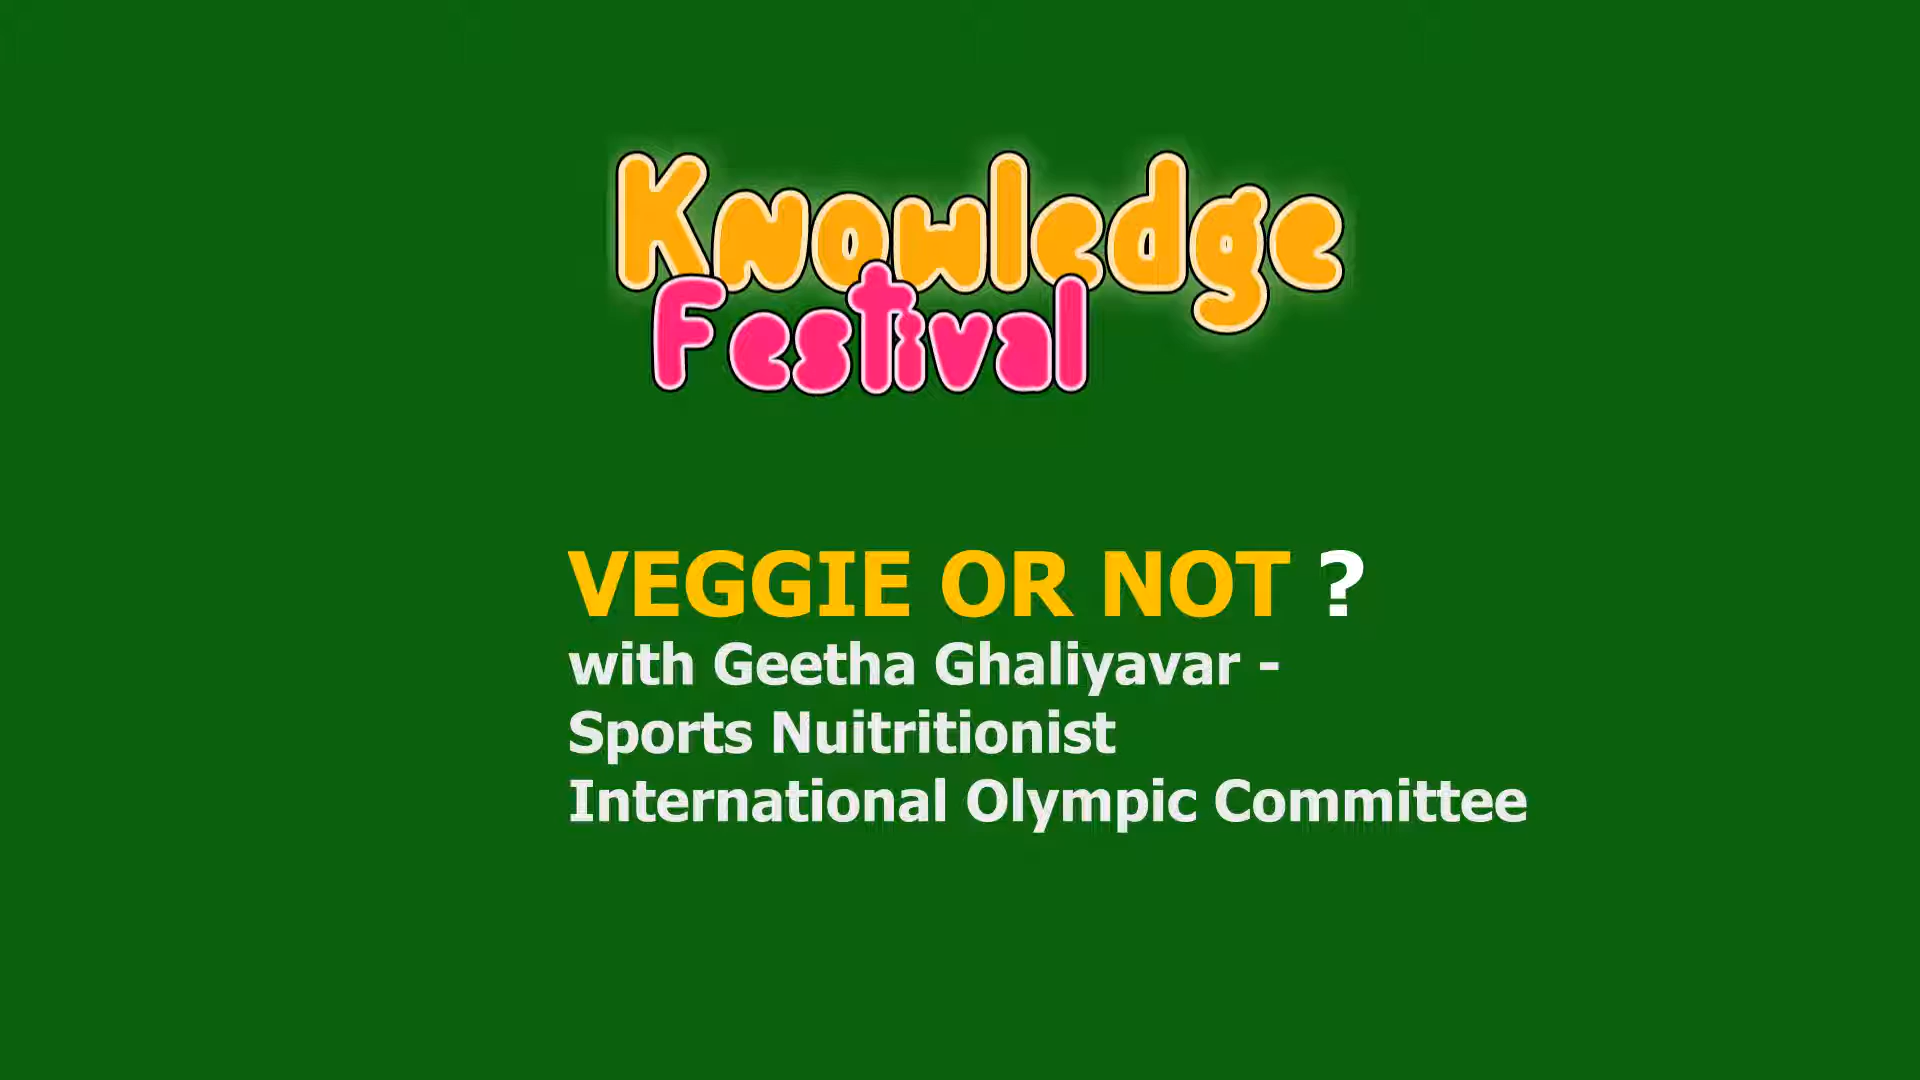 Knowledge
Festival
VEGGIE OR NOT ?
with Geetha Ghaliyavar -
Sports Nuitritionist
International Olympic Committee